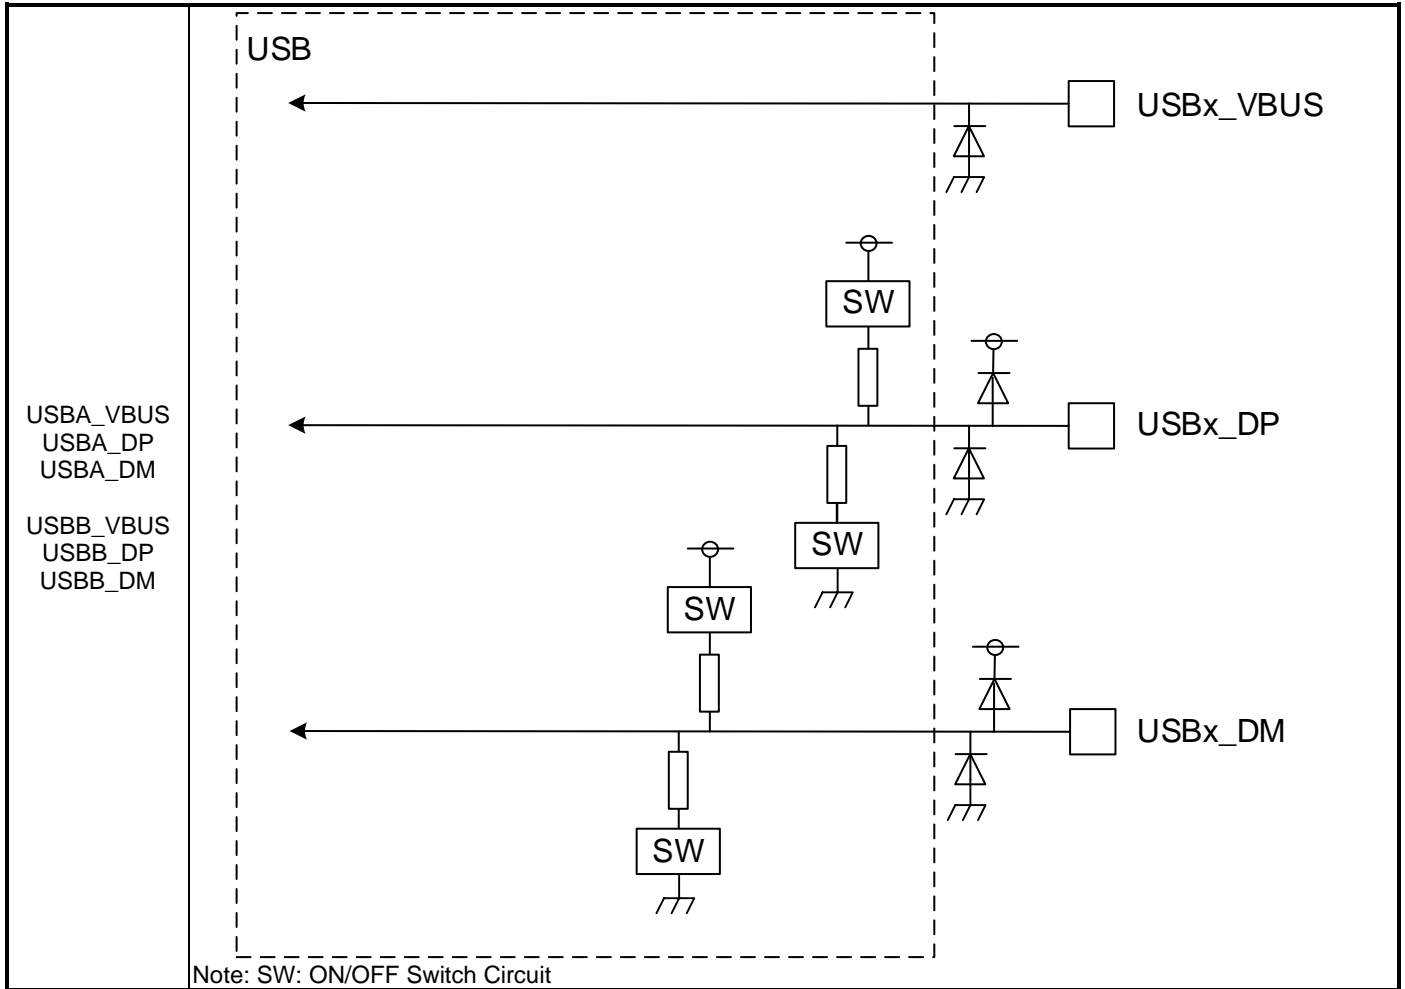 USB
USBx_VBUS
SW
USBA_VBUS
USBA_DP
USBA_DM
USBx_DP
USBB_VBUS
USBB_DP
USBB_DM
SW
SW
USBx_DM
SW
Note: SW: ON/OFF Switch Circuit